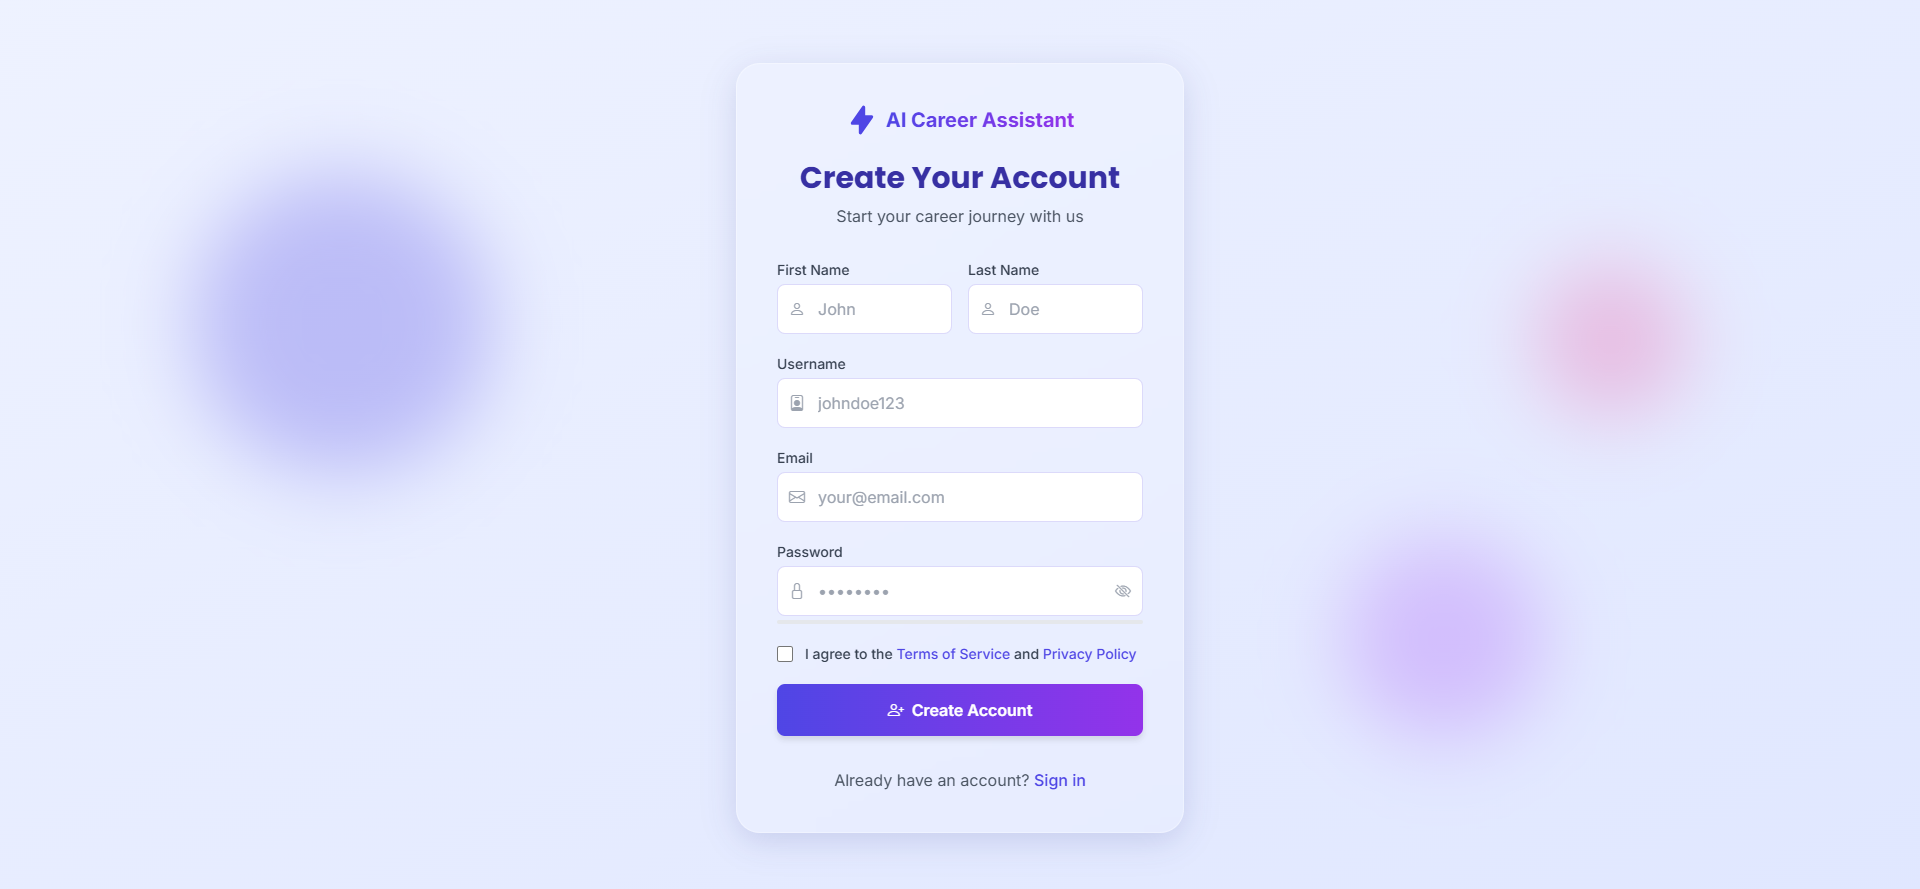 AI Career Assistant
Create Your Account
Start your career journey with us
First Name
Last Name
John
Doe
Username
johndoe123
Email
your@email.com
Password
••••••••
I agree to the Terms of Service and Privacy Policy
Create Account
Already have an account? Sign in